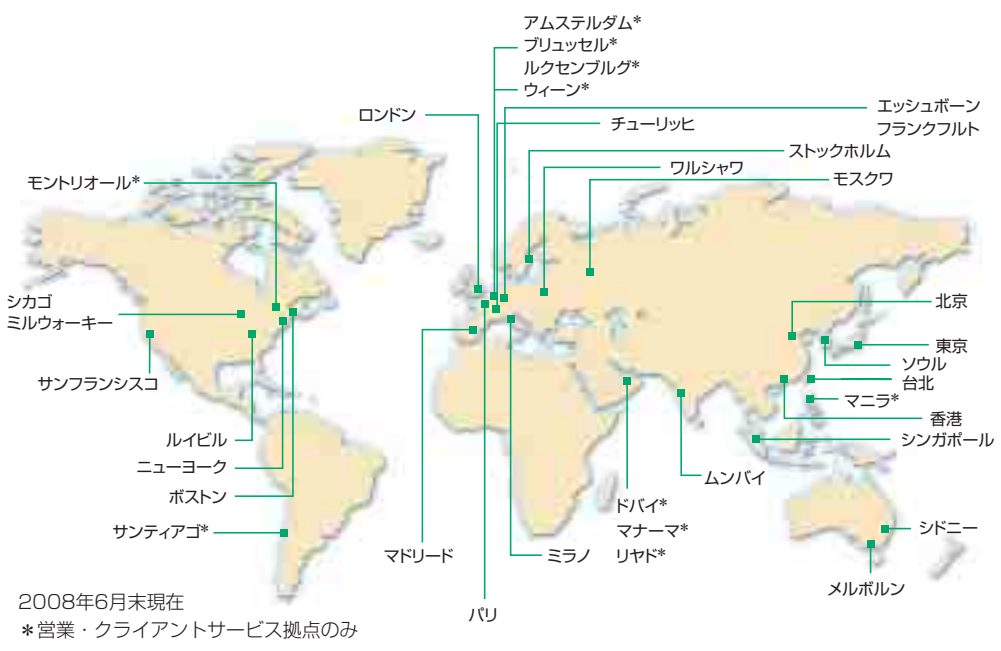 アムステルダム*
ブリュッセル*
ルクセンブルグ*
ウィーン*
ロンドン
エッシュボーン
フランクフルト
チューリッヒ
ストックホルム
ワルシャワ
モスクワ
モントリオール*
シカゴ
ミルウォーキー
サンフランシスコ
ルイビル
ニューヨーク
ボストン
サンティアゴ*
マドリード
パリ
ミラノ
ドバイ*
マナーマ*
リヤド*
ムンバイ
北京
東京
ソウル
台北
マニラ*
香港
シンガポール
シドニー
メルボルン
2008年6月末現在
*営業・クライアントサービス拠点のみ